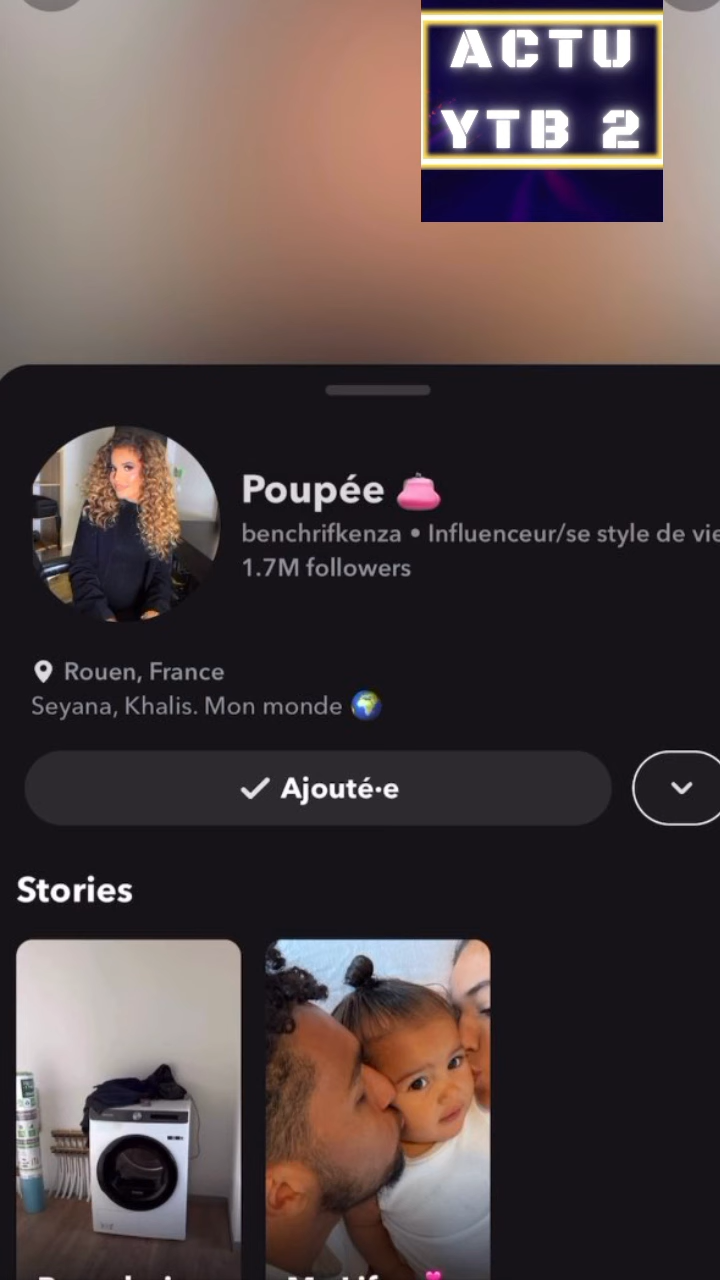 ACTU
YTB 2
Poupée 👛
benchrifkenza • Influenceur/se style de vie
1.7M followers
Rouen, France
Seyana, Khalis. Mon monde 🌍
Ajouté·e
Stories